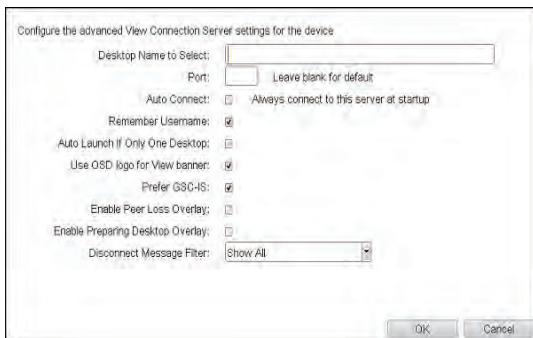 Configure the advanced View Connection Server settings for the device
Desktop Name to Select:
Port: Leave blank for default
Auto Connect: Always connect to this server at startup
Remember Username:
Auto Launch If Only One Desktop:
Use OSD logo for View banner:
Prefer GSC-IS:
Enable Peer Loss Overlay:
Enable Preparing Desktop Overlay:
Disconnect Message Filter: Show All
OK Cancel